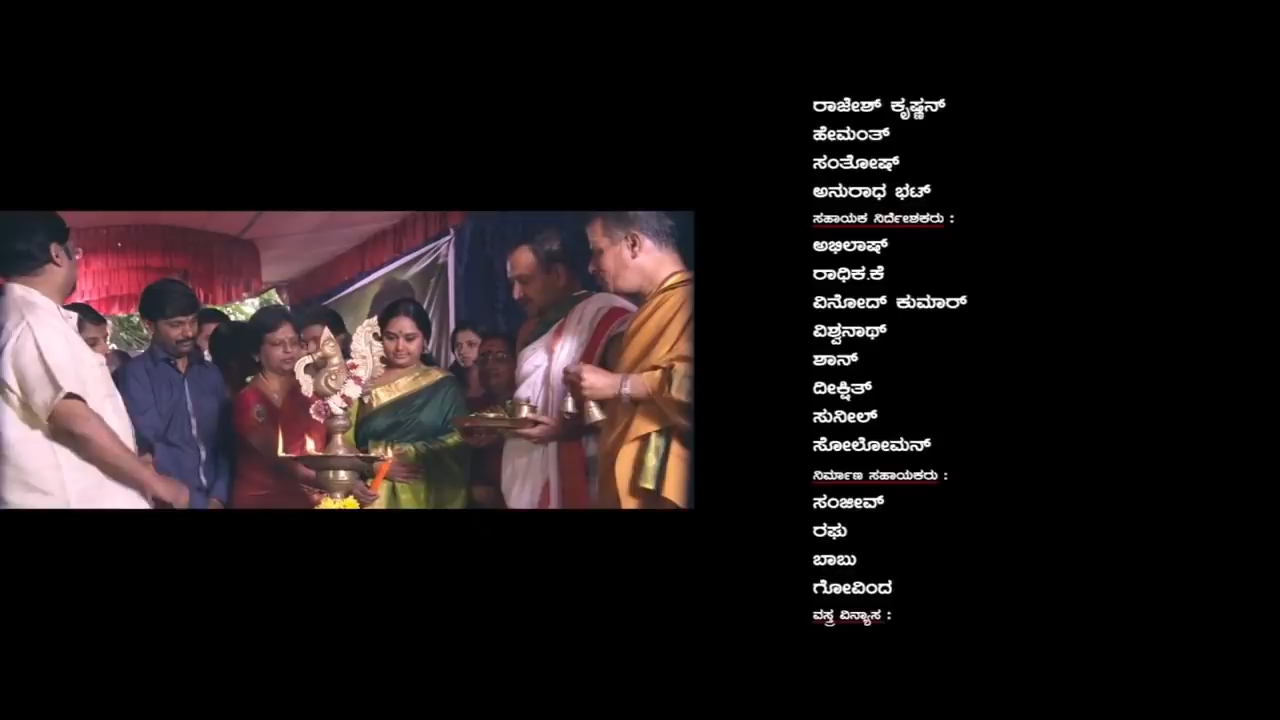 ರಾಜೇಶ್ ಕೃಷ್ಣನ್
ಹೇಮಂತ್
ಸಂತೋಷ್
ಅನುರಾಧ ಭಟ್
ಸಹಾಯಕ ನಿರ್ದೇಶಕರು :
ಅಭಿಲಾಷ್
ರಾಧಿಕ.ಕೆ
ವಿನೋದ್ ಕುಮಾರ್
ವಿಶ್ವನಾಥ್
ಶಾನ್
ದೀಕ್ಷಿತ್
ಸುನೀಲ್
ಸೋಲೋಮನ್
ನಿರ್ಮಾಣ ಸಹಾಯಕರು :
ಸಂಜೀವ್
ರಘು
ಬಾಬು
ಗೋವಿಂದ
ವಸ್ತ್ರ ವಿನ್ಯಾಸ :